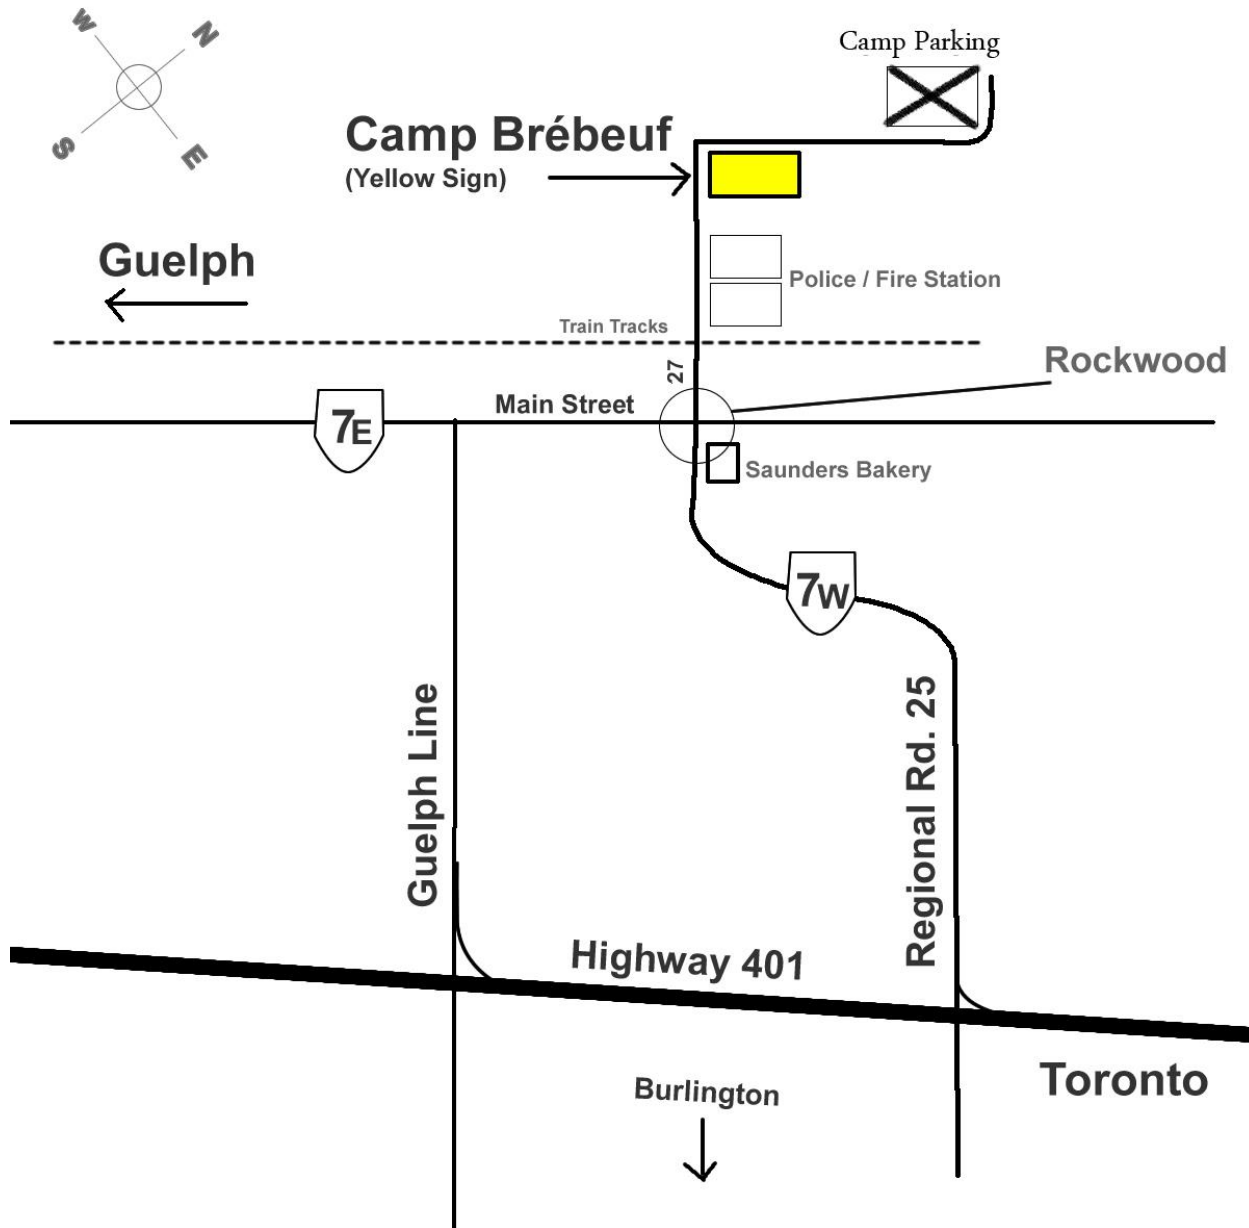 W
N
S
E
Camp Parking
Camp Brébeuf
(Yellow Sign)
Guelph
Police / Fire Station
Train Tracks
27
Rockwood
Main Street
7E
Saunders Bakery
7W
Guelph Line
Regional Rd. 25
Highway 401
Toronto
Burlington